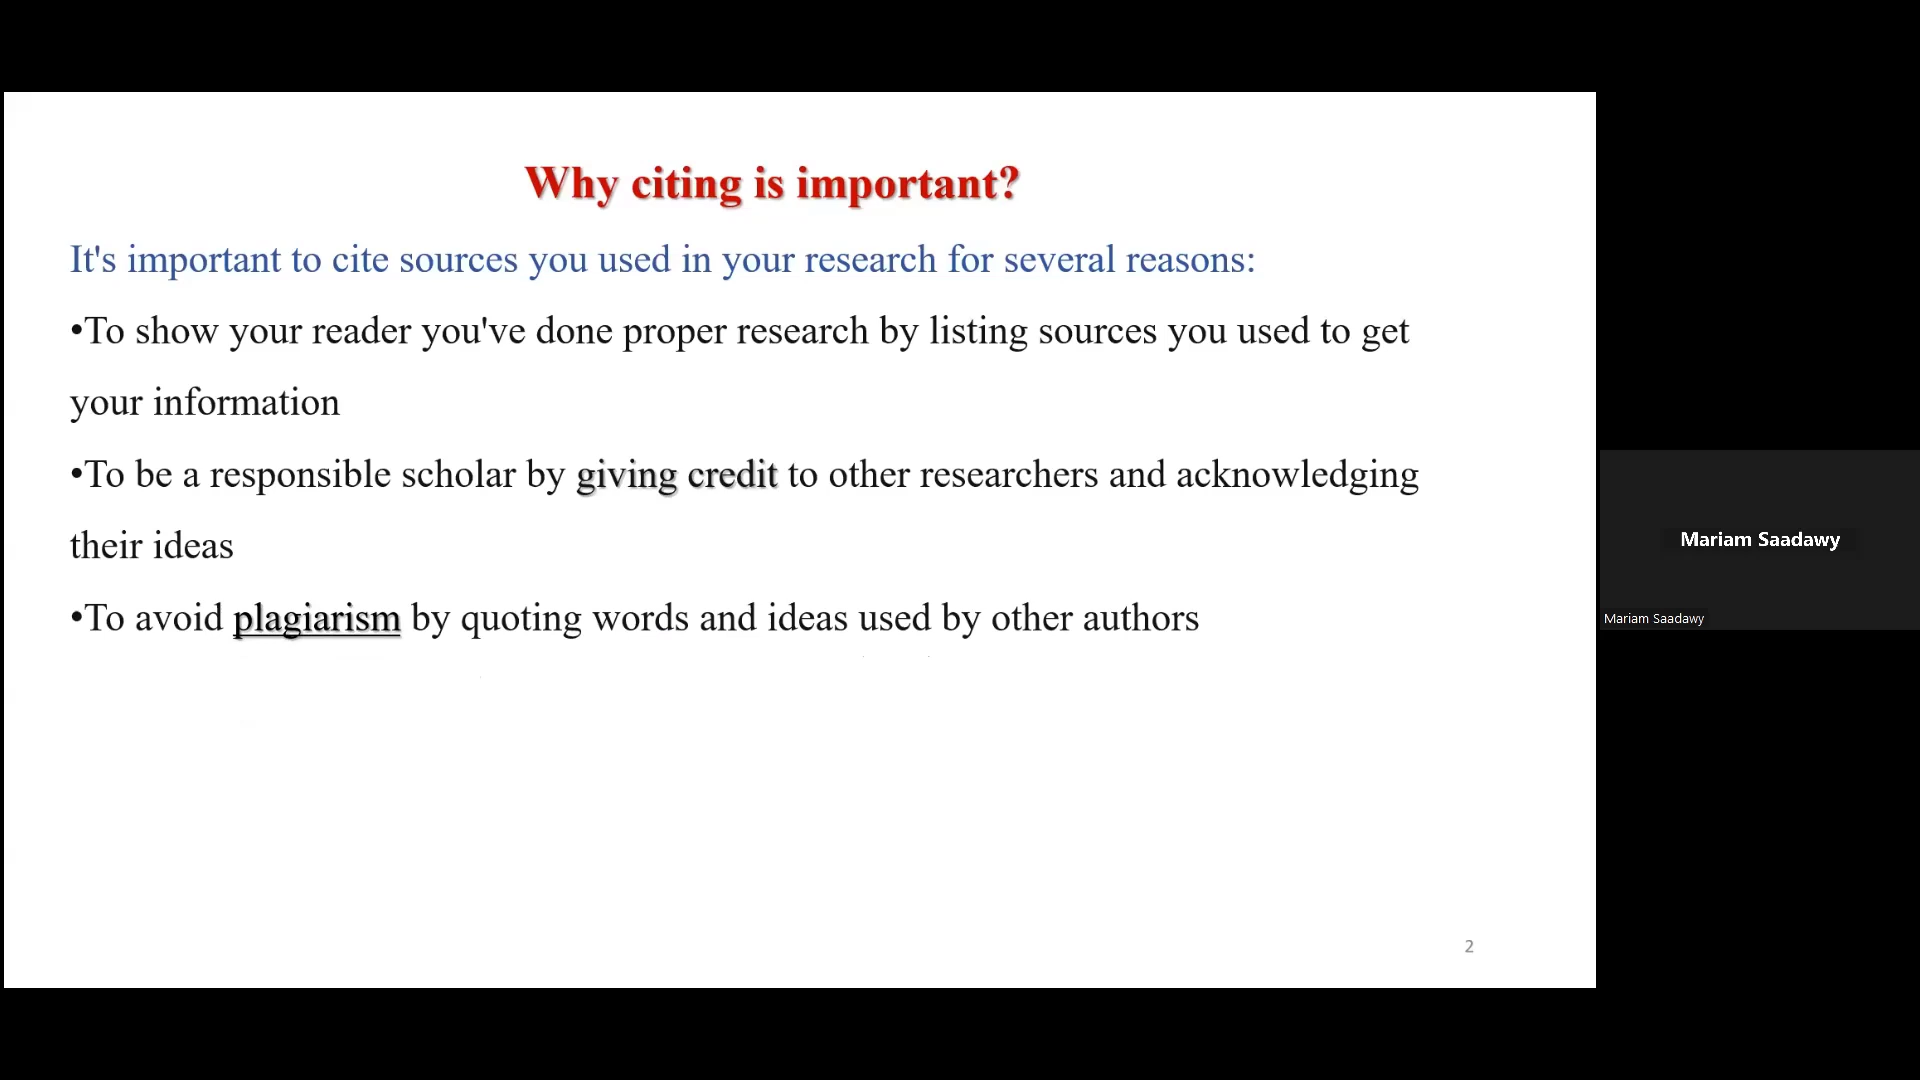 Why citing is important?
It's important to cite sources you used in your research for several reasons:
•To show your reader you've done proper research by listing sources you used to get
your information
•To be a responsible scholar by giving credit to other researchers and acknowledging
their ideas
•To avoid plagiarism by quoting words and ideas used by other authors
2
Mariam Saadawy
Mariam Saadawy